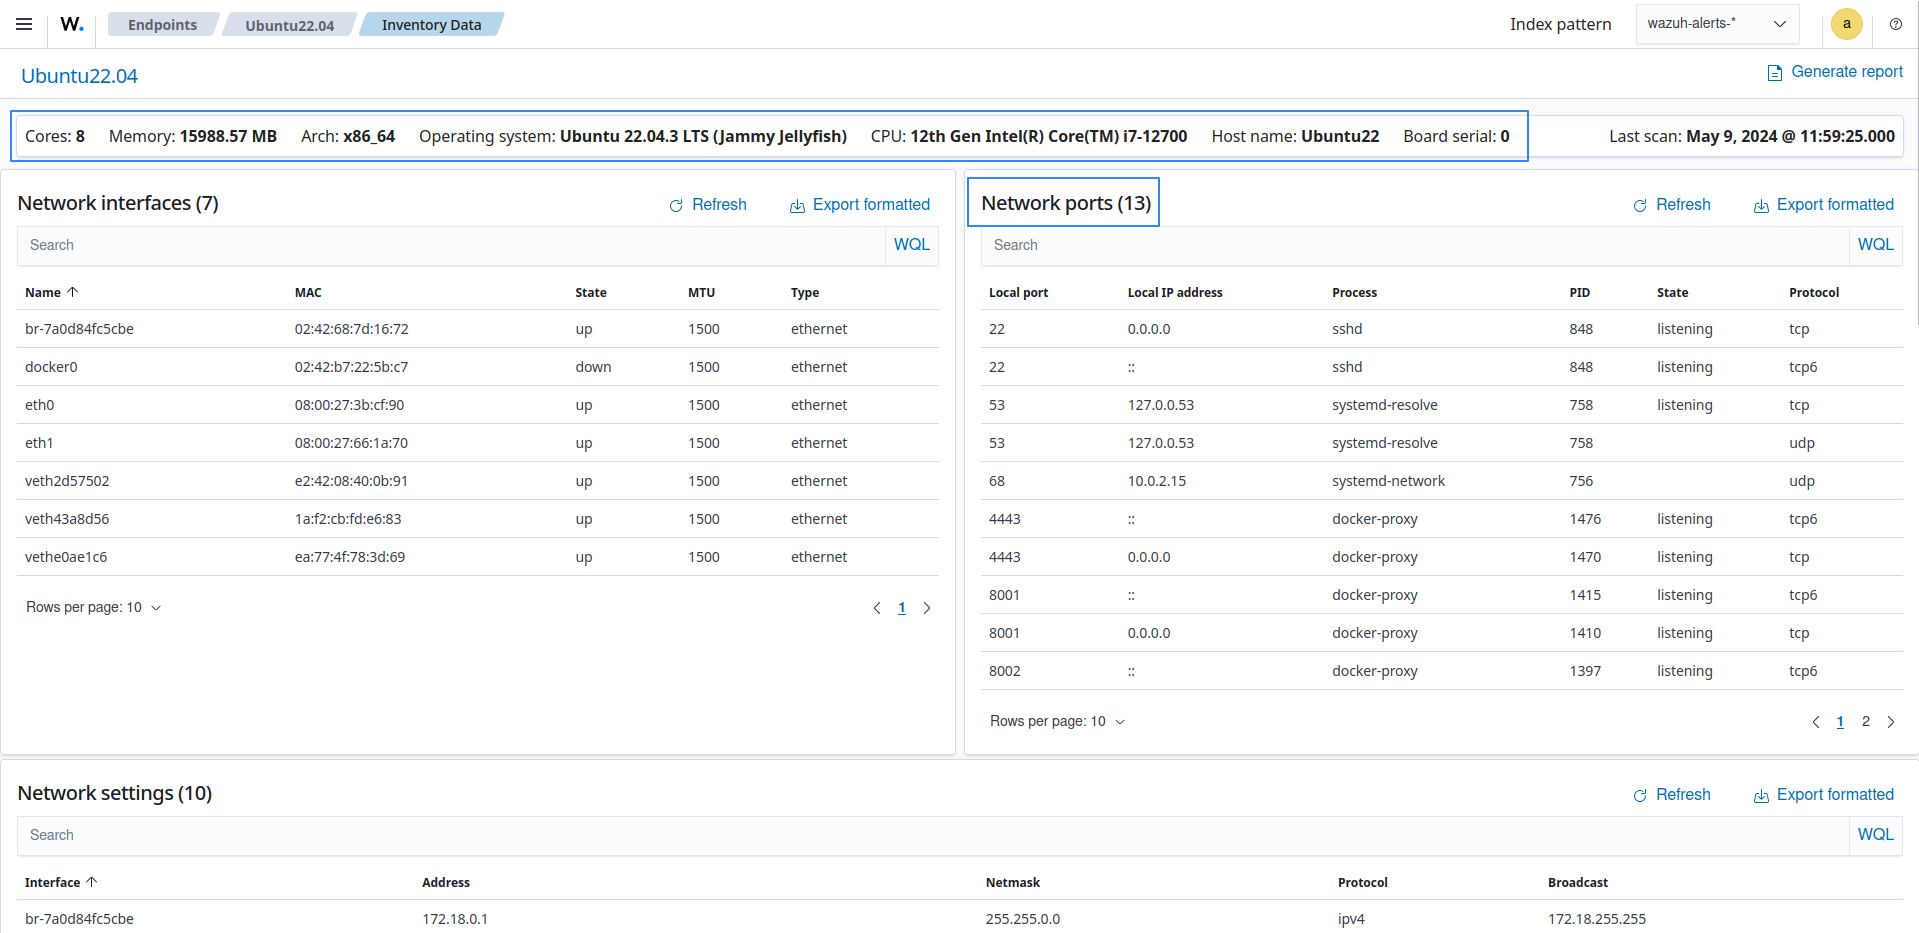 W. Endpoints Ubuntu22.04 Inventory Data Index pattern wazuh-alerts-* a
Ubuntu22.04 Generate report
Cores: 8 Memory: 15988.57 MB Arch: x86_64 Operating system: Ubuntu 22.04.3 LTS (Jammy Jellyfish) CPU: 12th Gen Intel(R) Core(TM) i7-12700 Host name: Ubuntu22 Board serial: 0 Last scan: May 9, 2024 @ 11:59:25.000
Network interfaces (7) Refresh Export formatted
Search WQL
Name MAC State MTU Type
br-7a0d84fc5cbe 02:42:68:7d:16:72 up 1500 ethernet
docker0 02:42:b7:22:5b:c7 down 1500 ethernet
eth0 08:00:27:3b:cf:90 up 1500 ethernet
eth1 08:00:27:66:1a:70 up 1500 ethernet
veth2d57502 e2:42:08:40:0b:91 up 1500 ethernet
veth43a8d56 1a:f2:cb:fd:e6:83 up 1500 ethernet
vethe0ae1c6 ea:77:4f:78:3d:69 up 1500 ethernet
Rows per page: 10 1
Network ports (13) Refresh Export formatted
Search WQL
Local port Local IP address Process PID State Protocol
22 0.0.0.0 sshd 848 listening tcp
22 :: sshd 848 listening tcp6
53 127.0.0.53 systemd-resolve 758 listening tcp
53 127.0.0.53 systemd-resolve 758 udp
68 10.0.2.15 systemd-network 756 udp
4443 :: docker-proxy 1476 listening tcp6
4443 0.0.0.0 docker-proxy 1470 listening tcp
8001 :: docker-proxy 1415 listening tcp6
8001 0.0.0.0 docker-proxy 1410 listening tcp
8002 :: docker-proxy 1397 listening tcp6
Rows per page: 10 1 2
Network settings (10) Refresh Export formatted
Search WQL
Interface Address Netmask Protocol Broadcast
br-7a0d84fc5cbe 172.18.0.1 255.255.0.0 ipv4 172.18.255.255